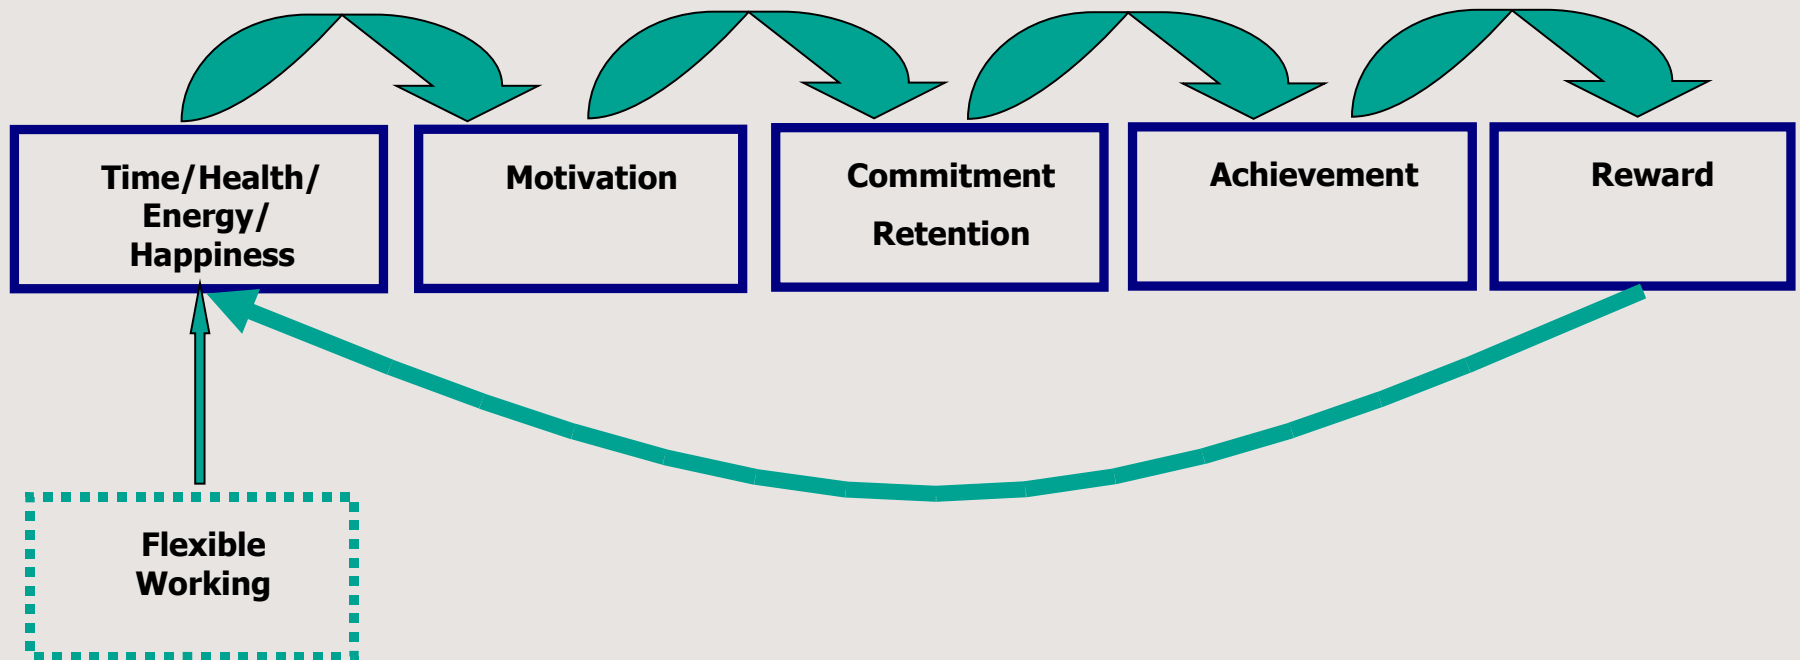 Time/Health/
Energy/
Happiness
Motivation
Commitment
Retention
Achievement
Reward
Flexible
Working